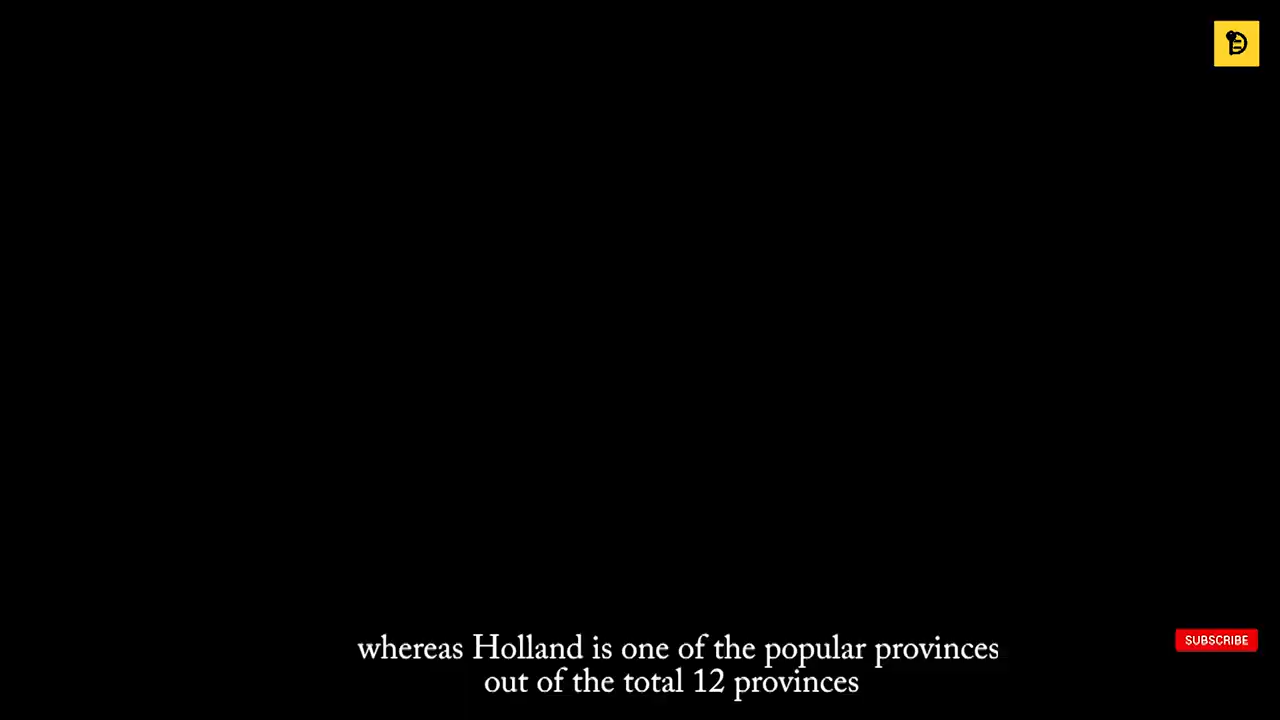 SUBSCRIBE
whereas Holland is one of the popular provinces
out of the total 12 provinces